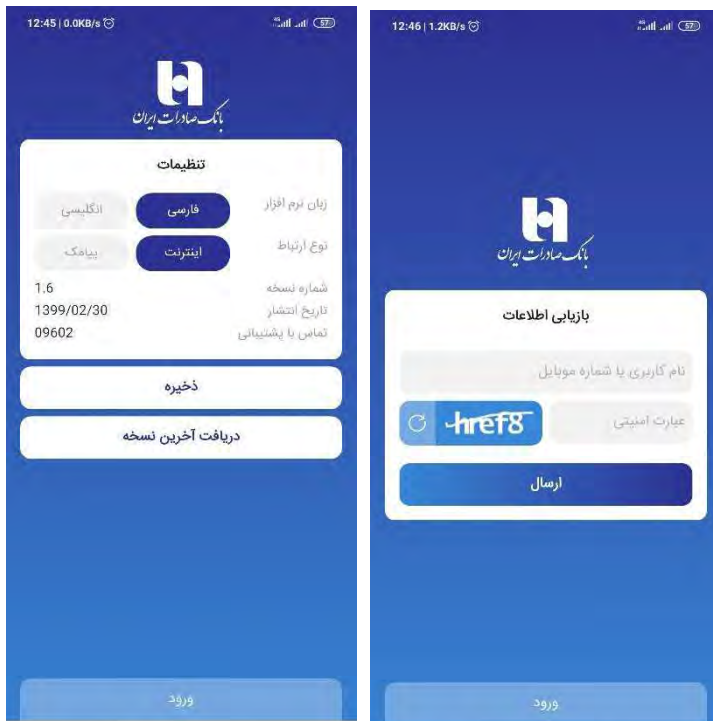 12:45 | 0.0KB/s
57
بانک صادرات ایران
تنظیمات
زبان نرم افزار فارسی انگلیسی
نوع ارتباط اینترنت پیامک
شماره نسخه 1.6
تاریخ انتشار 1399/02/30
تماس با پشتیبانی 09602
ذخیره
دریافت آخرین نسخه
ورود
12:46 | 1.2KB/s
57
بانک صادرات ایران
بازیابی اطلاعات
نام کاربری یا شماره موبایل
عبارت امنیتی href8
ارسال
ورود